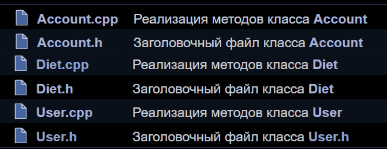 Account.cpp Реализация методов класса Account
Account.h Заголовочный файл класса Account
Diet.cpp Реализация методов класса Diet
Diet.h Заголовочный файл класса Diet
User.cpp Реализация методов класса User
User.h Заголовочный файл класса User.h